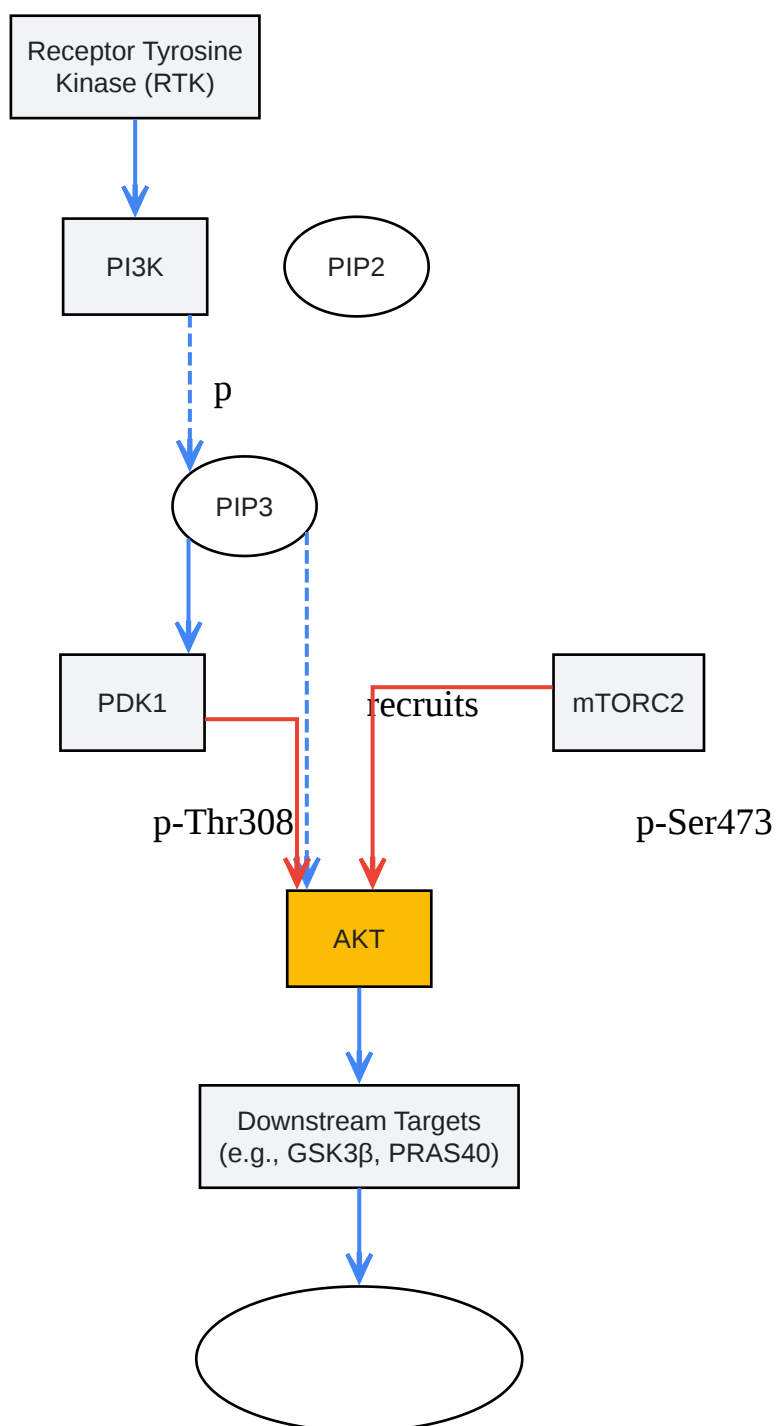 Receptor Tyrosine
Kinase (RTK)
PI3K
PIP2
p
PIP3
PDK1
recruits
mTORC2
p-Thr308
p-Ser473
AKT
Downstream Targets
(e.g., GSK3β, PRAS40)